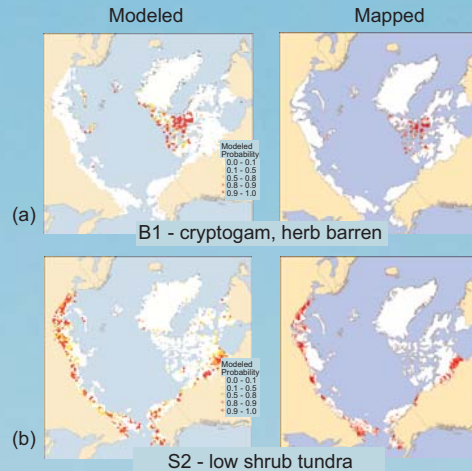 Modeled Mapped
Modeled
Probability
0.0 - 0.1
0.1 - 0.5
0.5 - 0.8
0.8 - 0.9
0.9 - 1.0
(a)
B1 - cryptogam, herb barren
Modeled
Probability
0.0 - 0.1
0.1 - 0.5
0.5 - 0.8
0.8 - 0.9
0.9 - 1.0
(b)
S2 - low shrub tundra